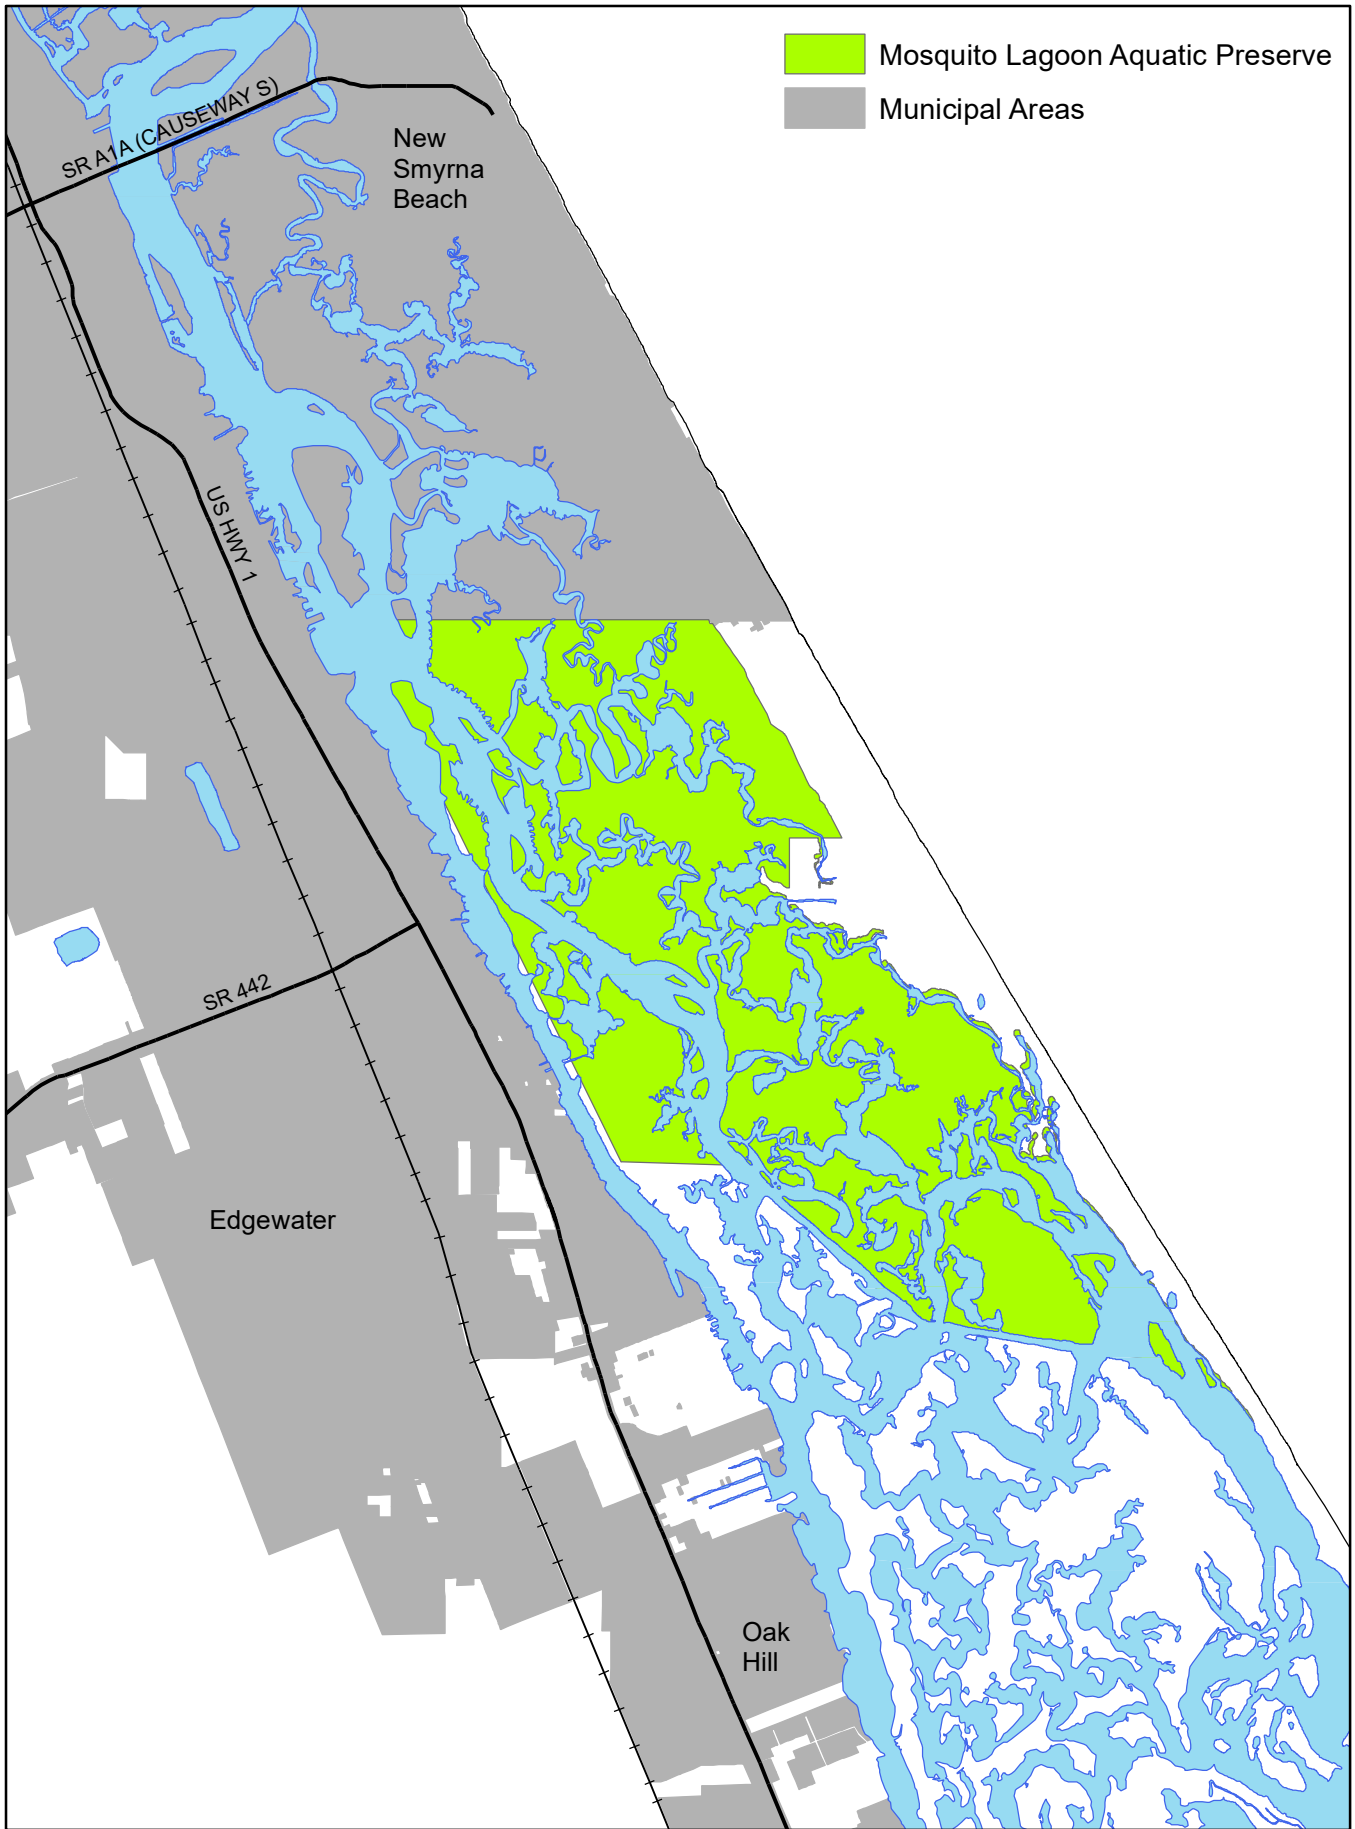 Mosquito Lagoon Aquatic Preserve
Municipal Areas
SR A1A (CAUSEWAY S)
New
Smyrna
Beach
US HWY 1
SR 442
Edgewater
Oak
Hill